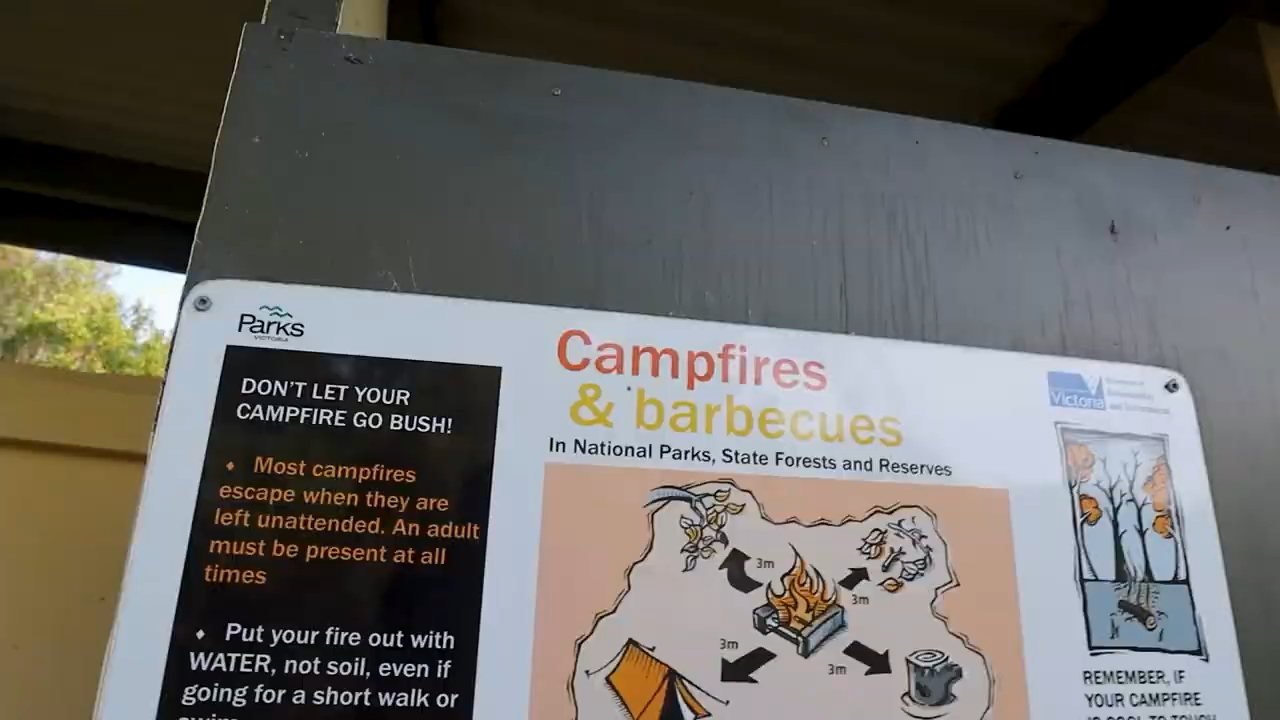 Parks
VICTORIA
DON'T LET YOUR
CAMPFIRE GO BUSH!
Most campfires
escape when they are
left unattended. An adult
must be present at all
times
Put your fire out with
WATER, not soil, even if
going for a short walk or
Campfires
& barbecues
In National Parks, State Forests and Reserves
3m
3m
3m
3m
Victoria
REMEMBER, IF
YOUR CAMPFIRE